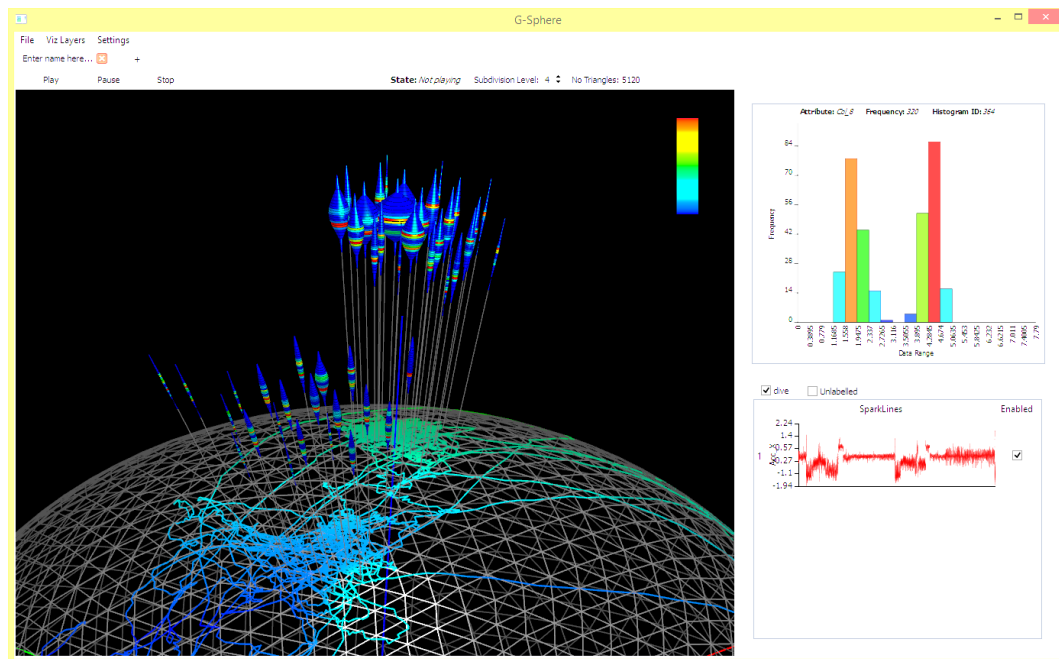 G-Sphere
File Viz Layers Settings
Enter name here... +
Play Pause Stop State: Not playing Subdivision Level: 4 No Triangles: 5120
Attribute: Col_8 Frequency: 320 Histogram ID: 364
Frequency
84
70
56
42
28
14
0
0 0.3895 0.779 1.1685 1.558 1.9475 2.337 2.7265 3.116 3.5055 3.895 4.2845 4.674 5.0635 5.453 5.8425 6.232 6.6215 7.011 7.4005 7.79
Data Range
dive Unlabelled
SparkLines Enabled
1
Acc_X
2.24
1.4
0.57
-0.27
-1.1
-1.94